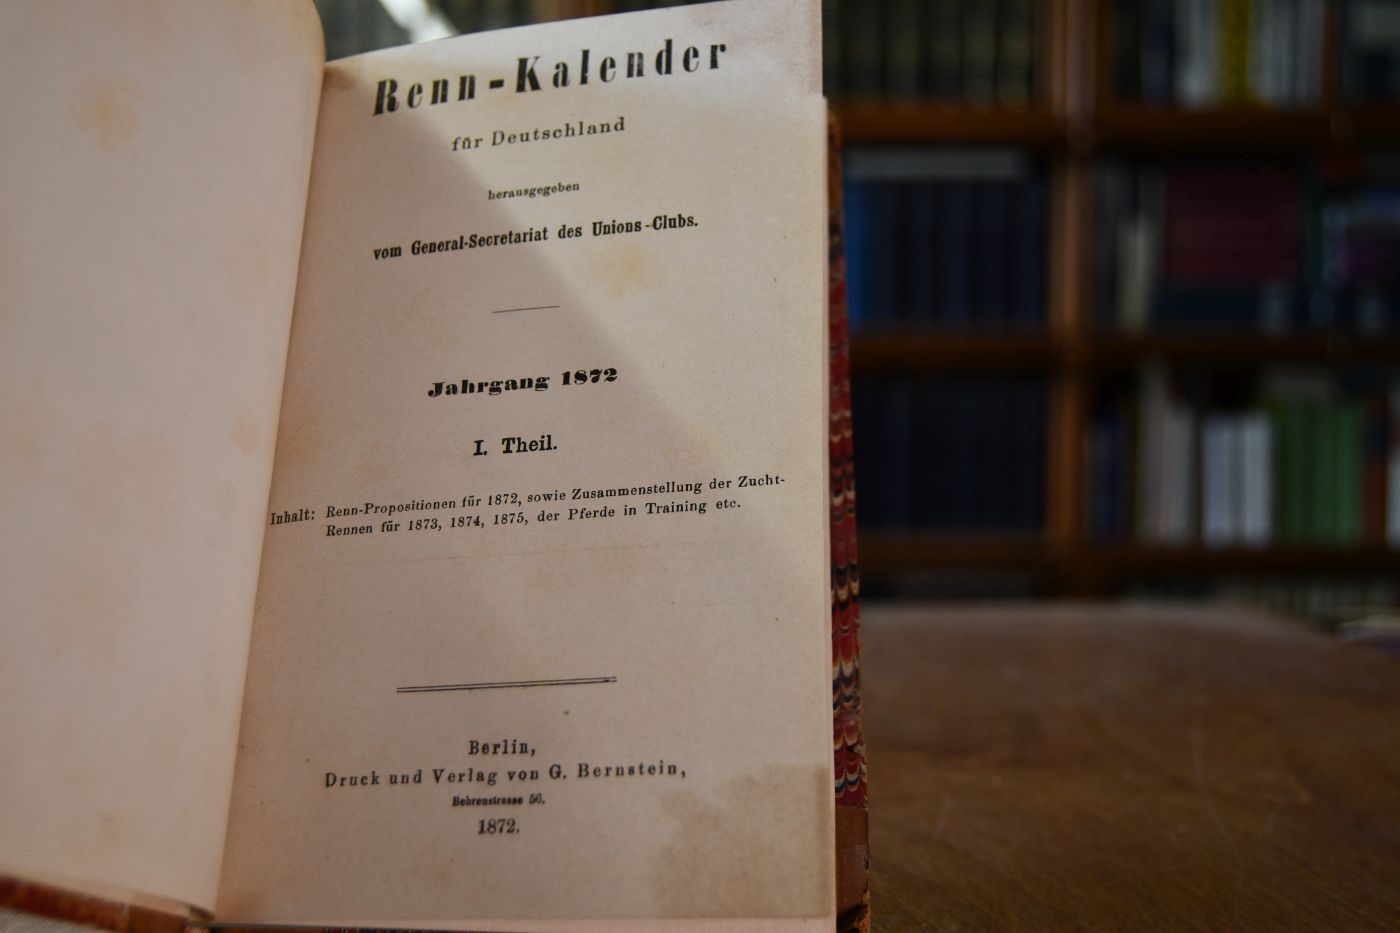 Renn-Kalender
für Deutschland
herausgegeben
vom General-Secretariat des Unions-Clubs.
Jahrgang 1872
I. Theil.
Inhalt: Renn-Propositionen für 1872, sowie Zusammenstellung der Zucht-
Rennen für 1873, 1874, 1875, der Pferde in Training etc.
Berlin,
Druck und Verlag von G. Bernstein,
Behrenstrasse 56.
1872.